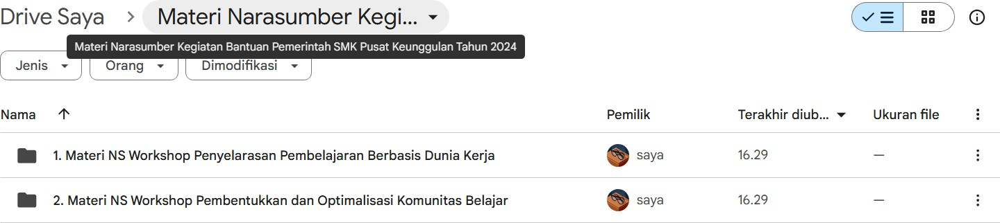 Drive Saya > Materi Narasumber Kegi...
Materi Narasumber Kegiatan Bantuan Pemerintah SMK Pusat Keunggulan Tahun 2024
Jenis Orang Dimodifikasi
Nama Pemilik Terakhir diub... Ukuran file
1. Materi NS Workshop Penyelarasan Pembelajaran Berbasis Dunia Kerja saya 16.29 —
2. Materi NS Workshop Pembentukkan dan Optimalisasi Komunitas Belajar saya 16.29 —